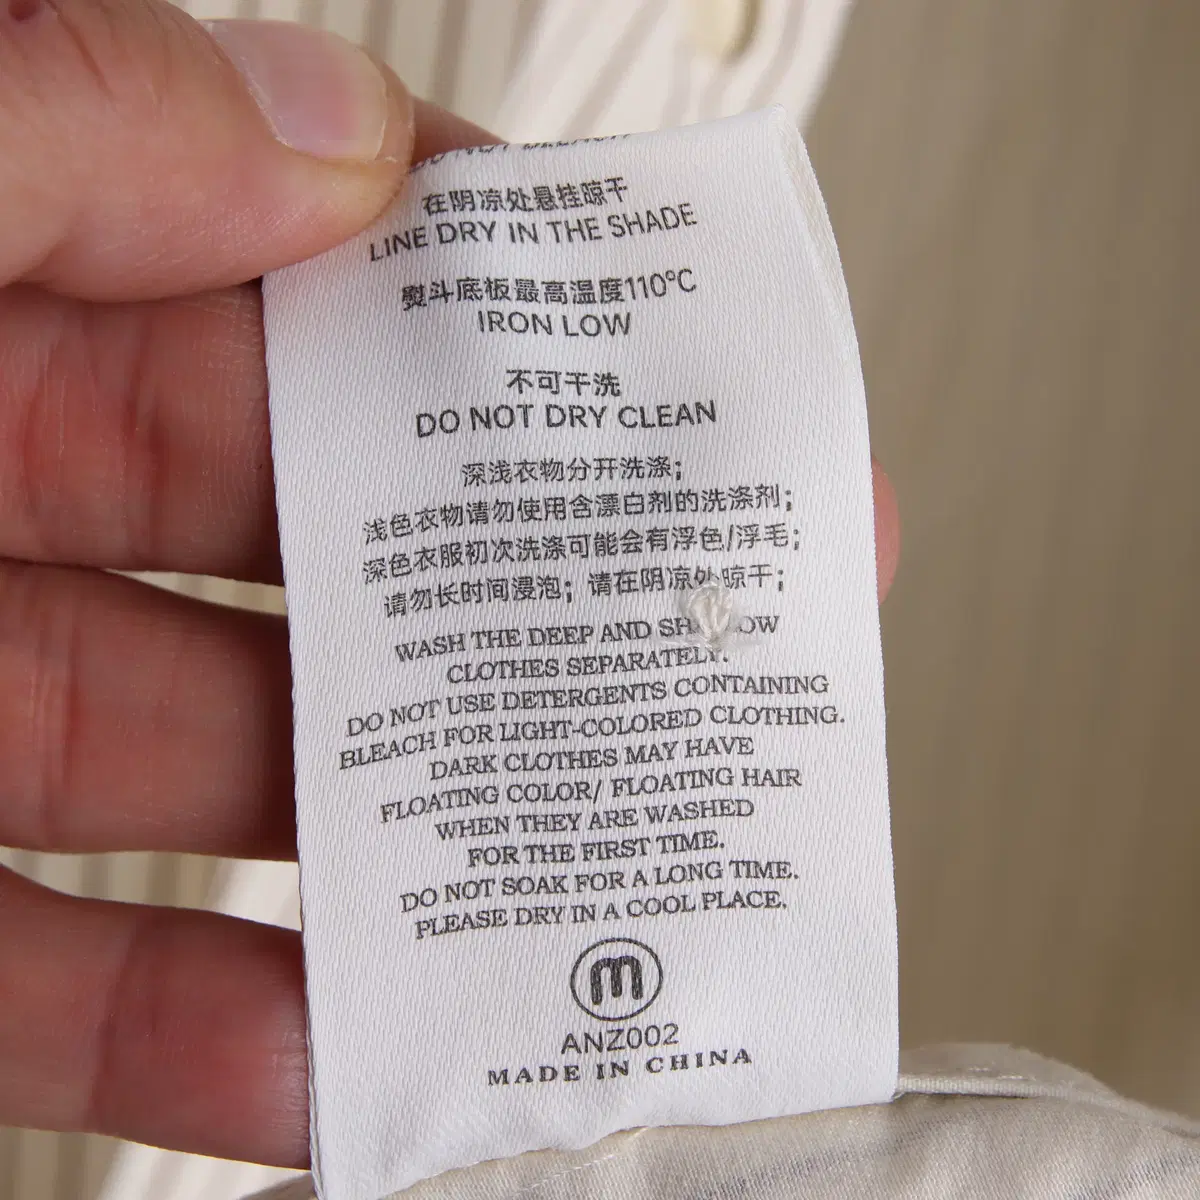 DO NOT BLEACH
在阴凉处悬挂晾干
LINE DRY IN THE SHADE
熨斗底板最高温度110℃
IRON LOW
不可干洗
DO NOT DRY CLEAN
深浅衣物分开洗涤;
浅色衣物请勿使用含漂白剂的洗涤剂;
深色衣服初次洗涤可能会有浮色/浮毛;
请勿长时间浸泡; 请在阴凉处晾干;
WASH THE DEEP AND
CLOTHES SEPARATELY.
DO NOT USE DETERGENTS CONTAINING
BLEACH FOR LIGHT-COLORED CLOTHING.
DARK CLOTHES MAY HAVE
FLOATING COLOR/ FLOATING HAIR
WHEN THEY ARE WASHED
FOR THE FIRST TIME.
DO NOT SOAK FOR A LONG TIME.
PLEASE DRY IN A COOL PLACE.
m
ANZ002
MADE IN CHINA